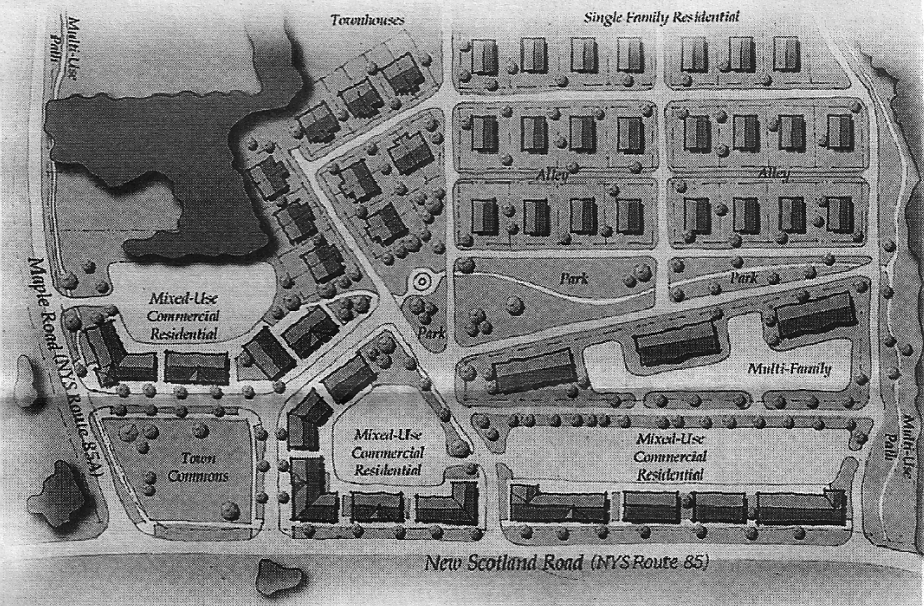 Townhouses
Single Family Residential
Multi-Use
Path
Alley
Alley
Park
Park
Mixed-Use
Commercial
Residential
Park
Maple Road (NYS Route 85A)
Multi-Family
Town
Commons
Mixed-Use
Commercial
Residential
Mixed-Use
Commercial
Residential
Multi-Use
Path
New Scotland Road (NYS Route 85)